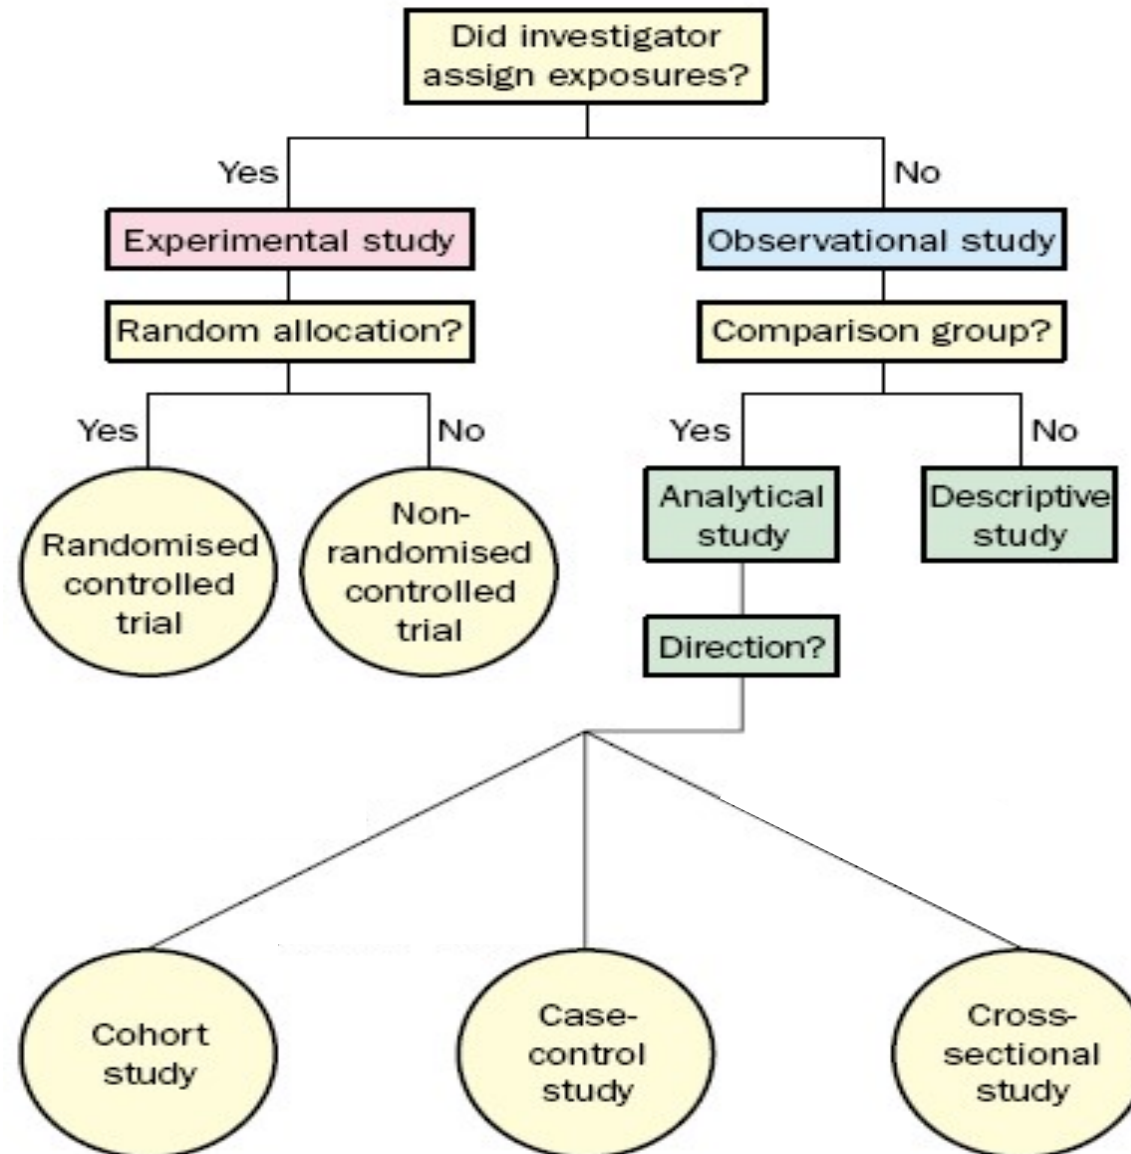 Did investigator
assign exposures?
Yes
No
Experimental study
Observational study
Random allocation?
Comparison group?
Yes
No
Yes
No
Randomised
controlled
trial
Non-
randomised
controlled
trial
Analytical
study
Descriptive
study
Direction?
Cohort
study
Case-
control
study
Cross-
sectional
study